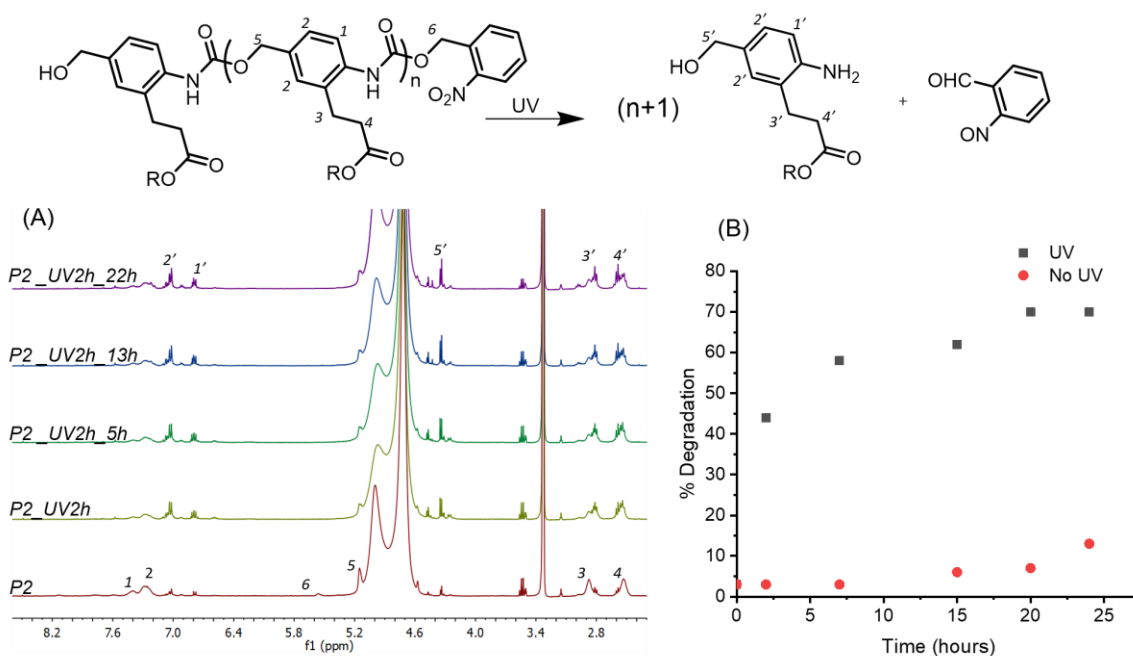 O
2
1
O
6
2'
1'
5
5'
HO
N
H
O
2
N
H
O
n
NO2
UV
(n+1)
HO
2'
NH2
+
OHC
ON
3
4
3'
4'
RO
O
RO
O
RO
O
(A)
(B)
UV
No UV
2'
1'
5'
3'
4'
P2_UV2h_22h
P2_UV2h_13h
P2_UV2h_5h
P2_UV2h
P2
1
2
6
5
3
4
8.2 7.6 7.0 6.4 5.8 5.2 4.6 4.0 3.4 2.8
f1 (ppm)
% Degradation
80
70
60
50
40
30
20
10
0
0 5 10 15 20 25
Time (hours)